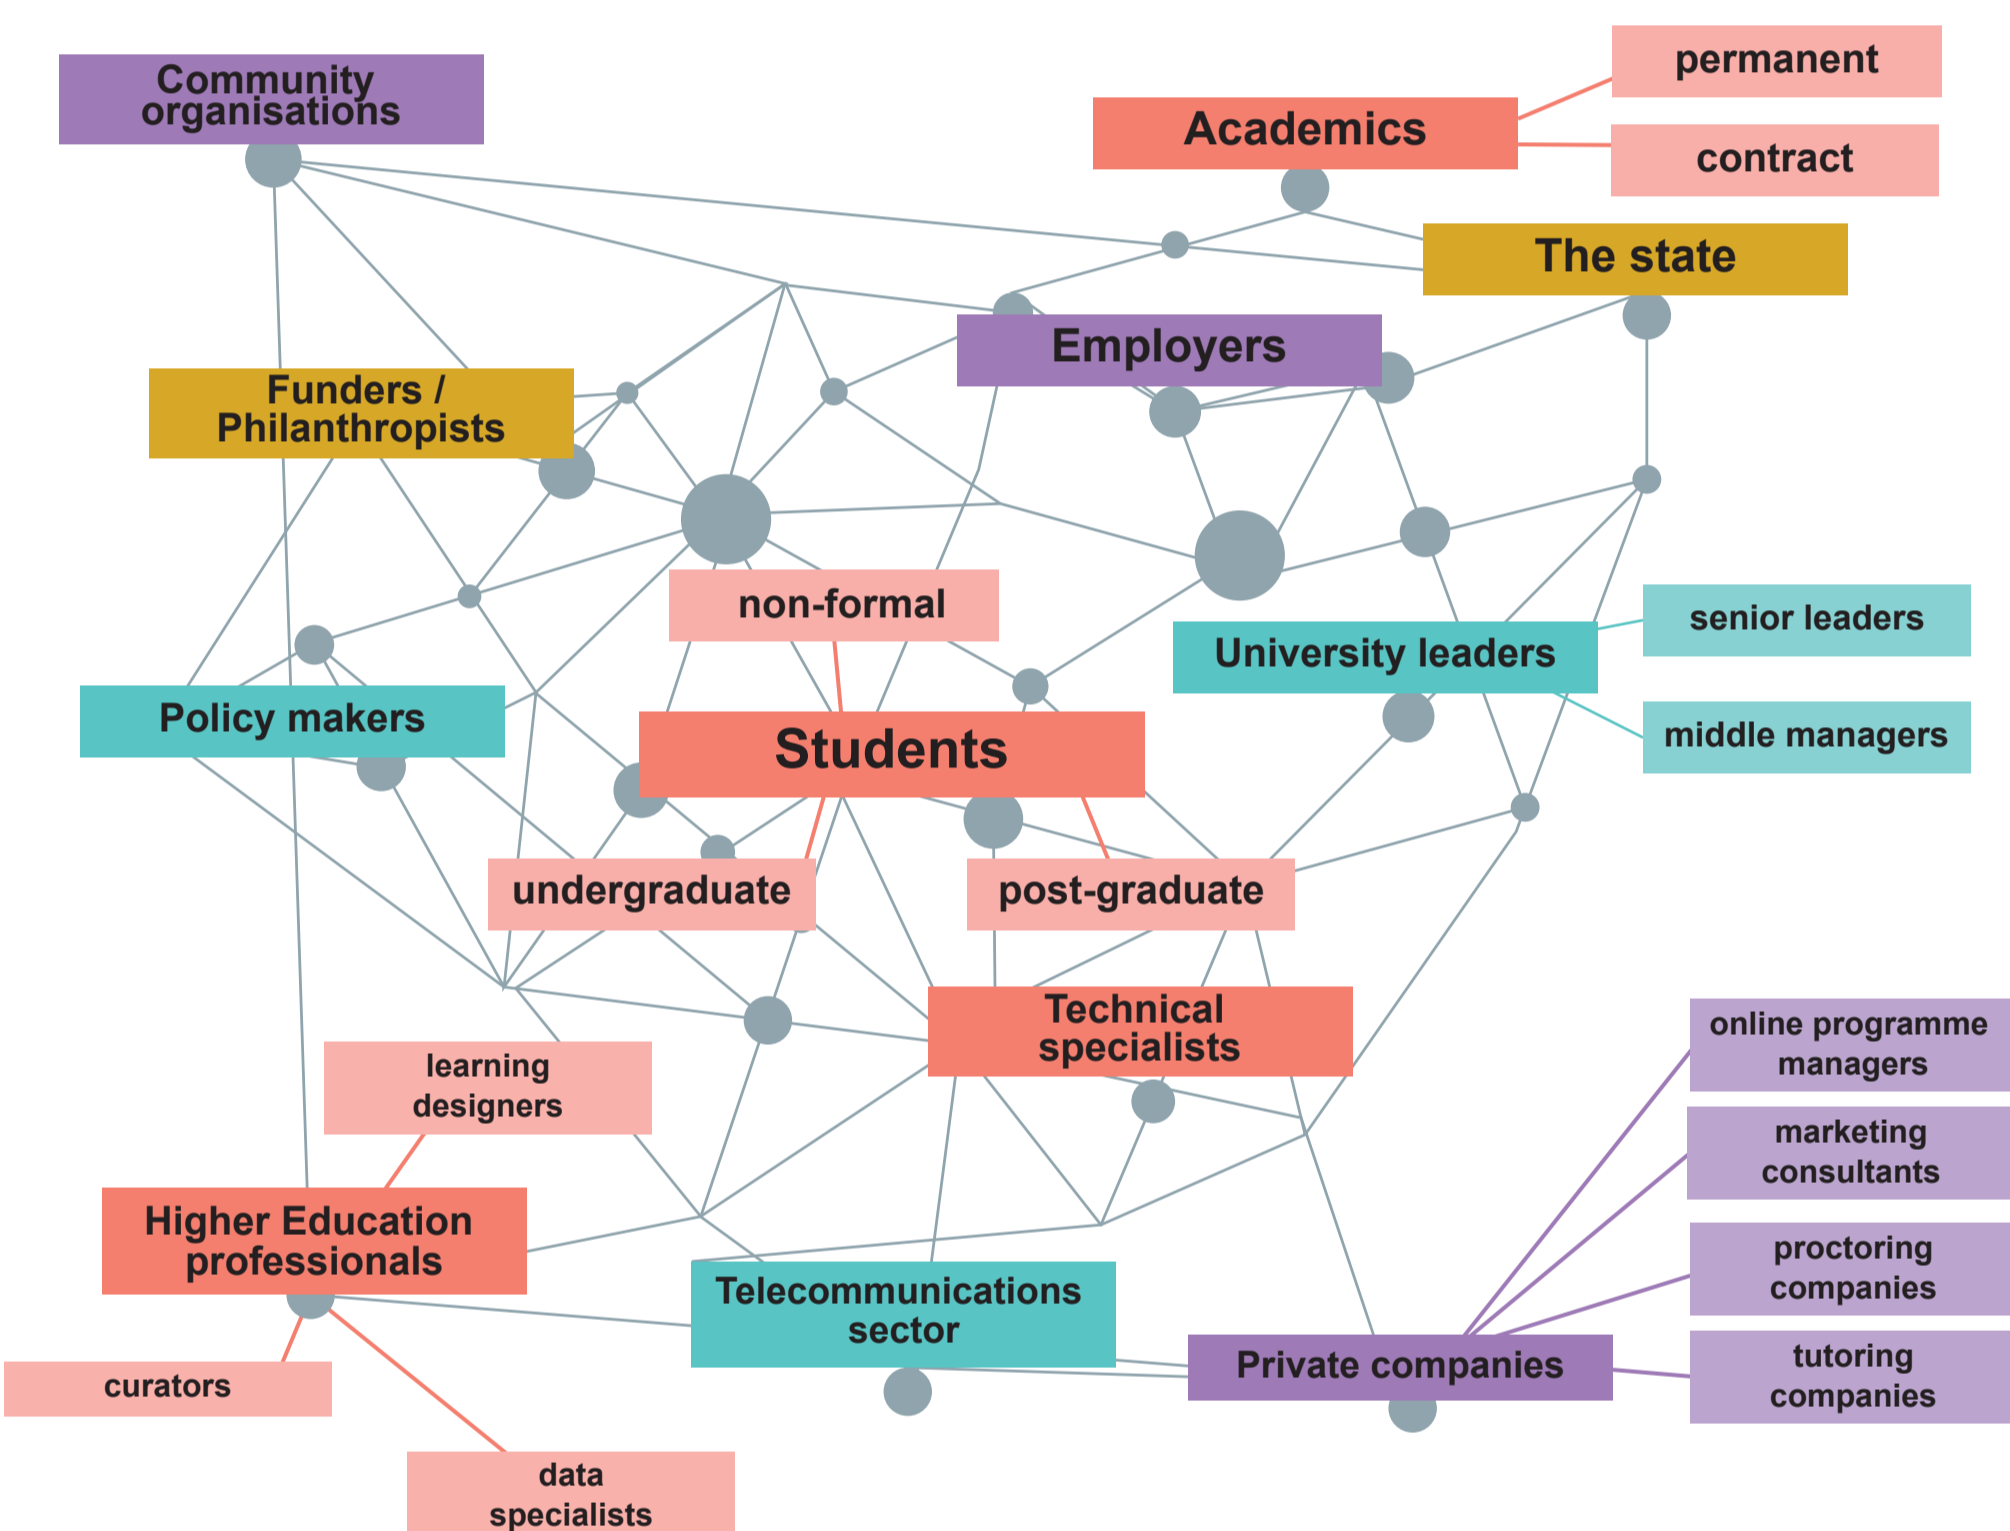 Community
organisations
permanent
Academics
contract
The state
Employers
Funders /
Philanthropists
non-formal
senior leaders
University leaders
Policy makers
middle managers
Students
undergraduate
post-graduate
Technical
specialists
online programme
managers
learning
designers
marketing
consultants
Higher Education
professionals
proctoring
companies
Telecommunications
sector
Private companies
tutoring
companies
curators
data
specialists